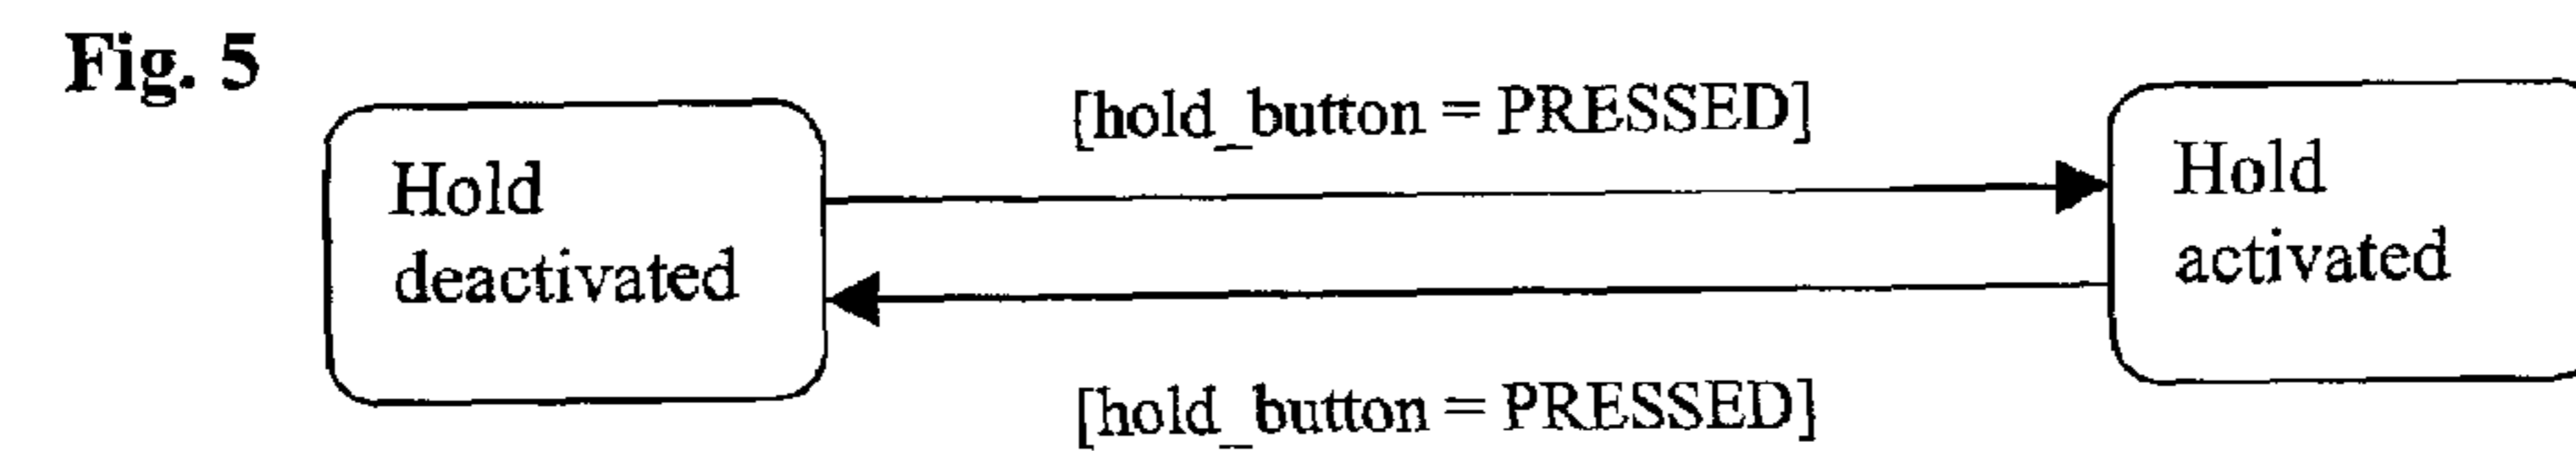 Fig. 5
[hold_button = PRESSED]
Hold
deactivated
Hold
activated
[hold_button = PRESSED]